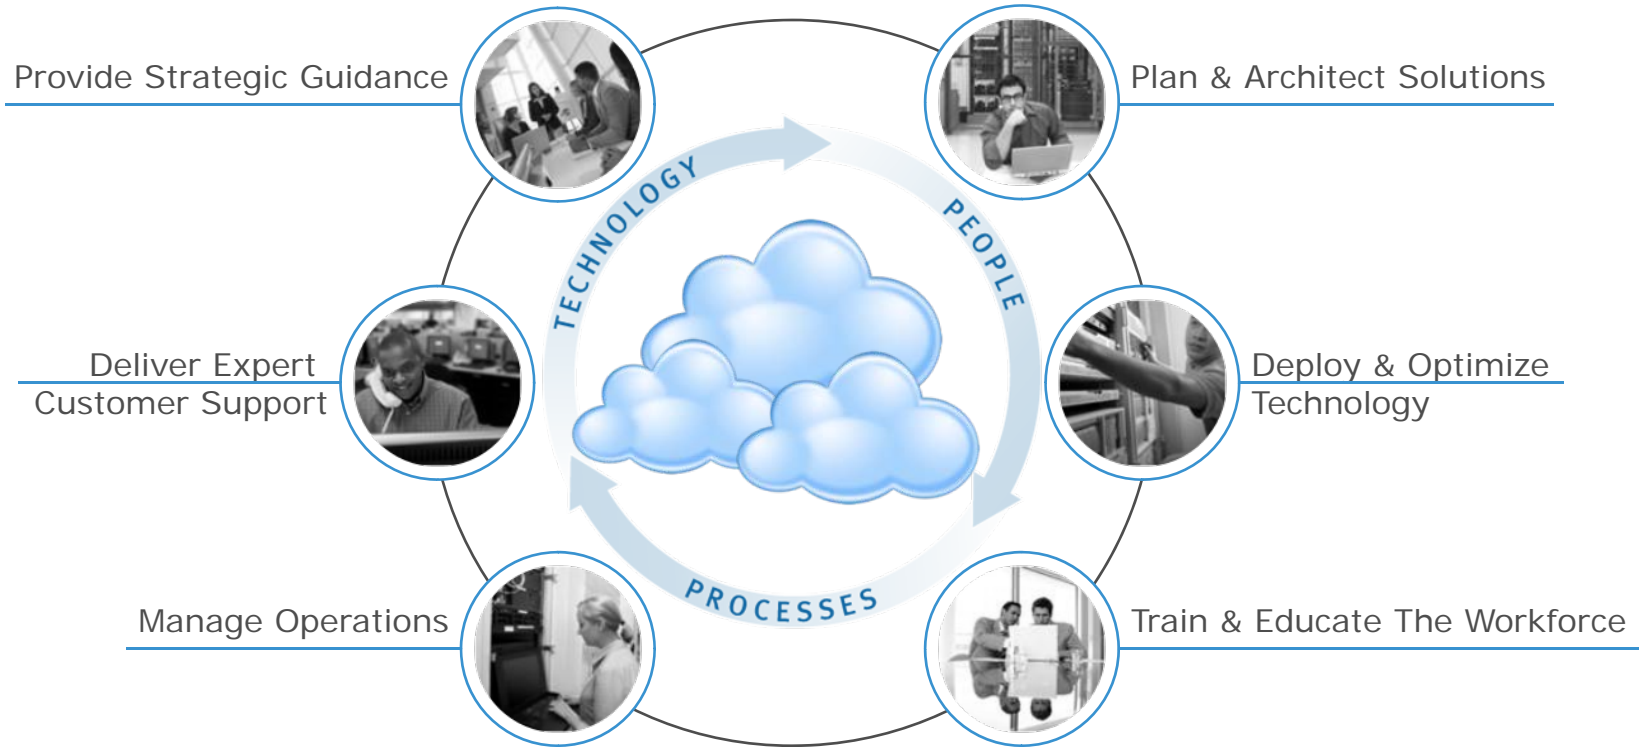 Provide Strategic Guidance
Plan & Architect Solutions
TECHNOLOGY
PEOPLE
Deliver Expert
Customer Support
Deploy & Optimize
Technology
PROCESSES
Manage Operations
Train & Educate The Workforce